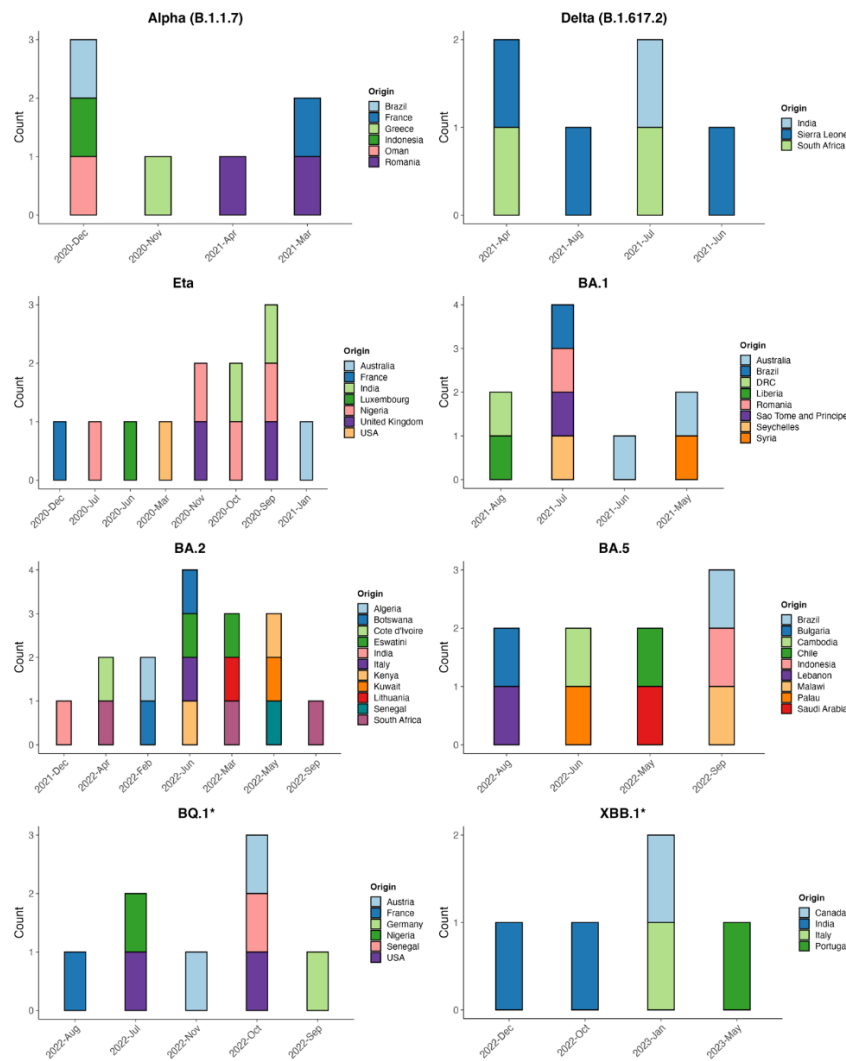 Alpha (B.1.1.7)
Count
3
2
1
0
2020-Dec
2020-Nov
2021-Apr
2021-Mar
Origin
Brazil
France
Greece
Indonesia
Oman
Romania
Delta (B.1.617.2)
Count
2
1
0
2021-Apr
2021-Aug
2021-Jul
2021-Jun
Origin
India
Sierra Leone
South Africa
Eta
Count
3
2
1
0
2020-Dec
2020-Jul
2020-Jun
2020-Mar
2020-Nov
2020-Oct
2020-Sep
2021-Jan
Origin
Australia
France
India
Luxembourg
Nigeria
United Kingdom
USA
BA.1
Count
4
3
2
1
0
2021-Aug
2021-Jul
2021-Jun
2021-May
Origin
Australia
Brazil
DRC
Liberia
Romania
Sao Tome and Principe
Seychelles
Syria
BA.2
Count
4
3
2
1
0
2021-Dec
2022-Apr
2022-Feb
2022-Jun
2022-Mar
2022-May
2022-Sep
Origin
Algeria
Botswana
Cote d'Ivoire
Eswatini
India
Italy
Kenya
Kuwait
Lithuania
Senegal
South Africa
BA.5
Count
3
2
1
0
2022-Aug
2022-Jun
2022-May
2022-Sep
Origin
Brazil
Bulgaria
Cambodia
Chile
Indonesia
Lebanon
Malawi
Palau
Saudi Arabia
BQ.1*
Count
3
2
1
0
2022-Aug
2022-Jul
2022-Nov
2022-Oct
2022-Sep
Origin
Austria
France
Germany
Nigeria
Senegal
USA
XBB.1*
Count
2
1
0
2022-Dec
2022-Oct
2023-Jan
2023-May
Origin
Canada
India
Italy
Portugal